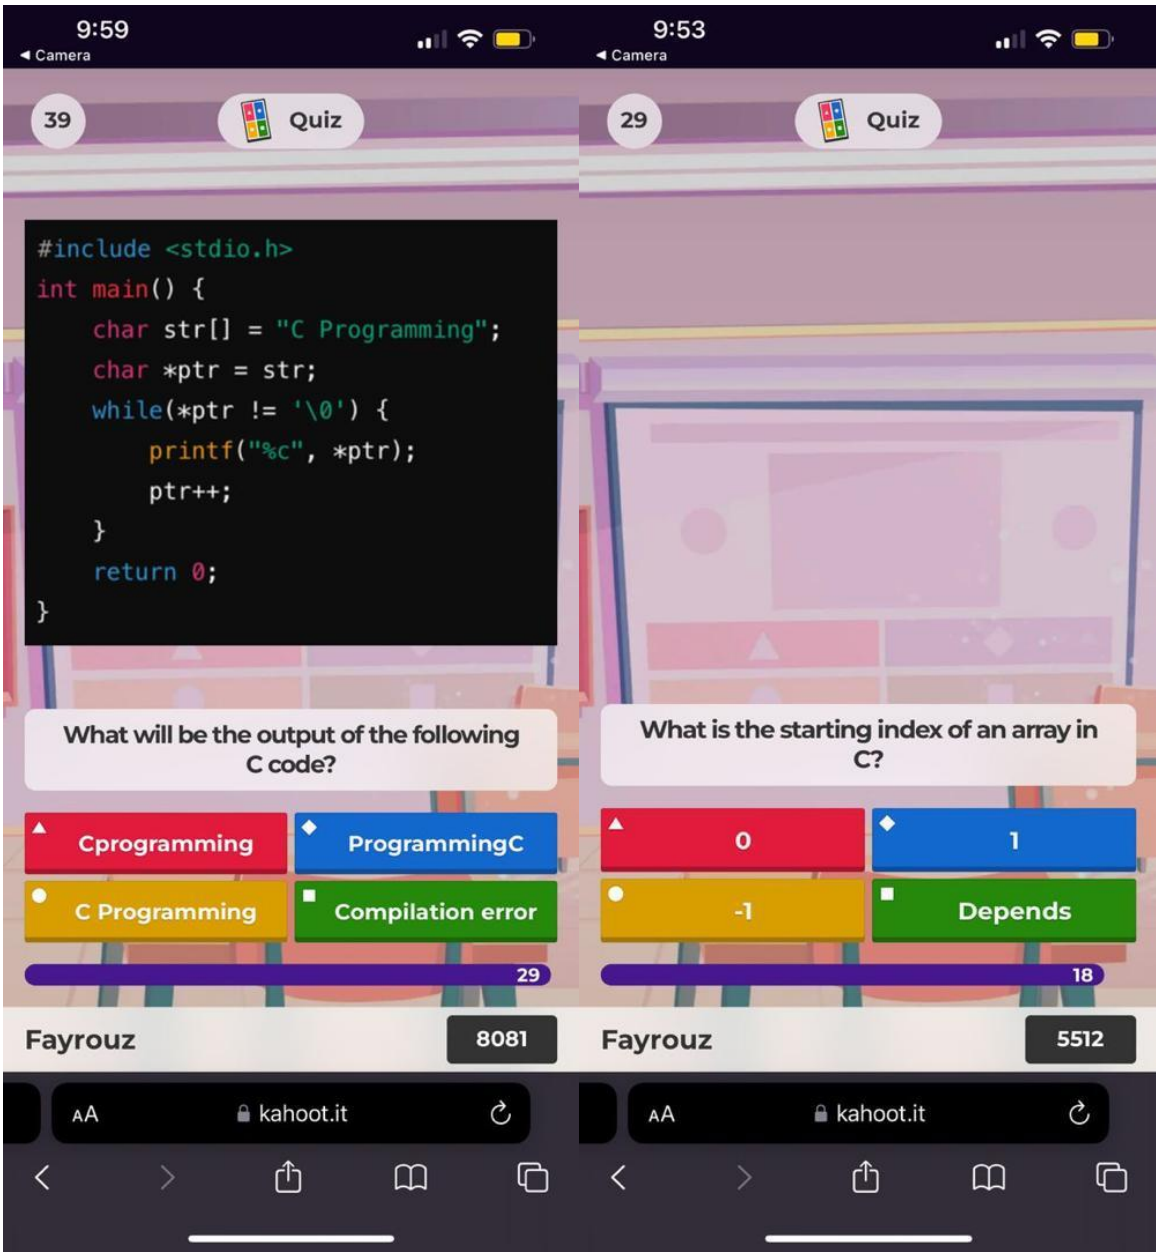 9:59
◀ Camera
39
Quiz
#include <stdio.h>
int main() {
    char str[] = "C Programming";
    char *ptr = str;
    while(*ptr != '\0') {
        printf("%c", *ptr);
        ptr++;
    }
    return 0;
}
What will be the output of the following
C code?
Cprogramming
ProgrammingC
C Programming
Compilation error
29
Fayrouz
8081
AA
kahoot.it
9:53
◀ Camera
29
Quiz
What is the starting index of an array in
C?
0
1
-1
Depends
18
Fayrouz
5512
AA
kahoot.it